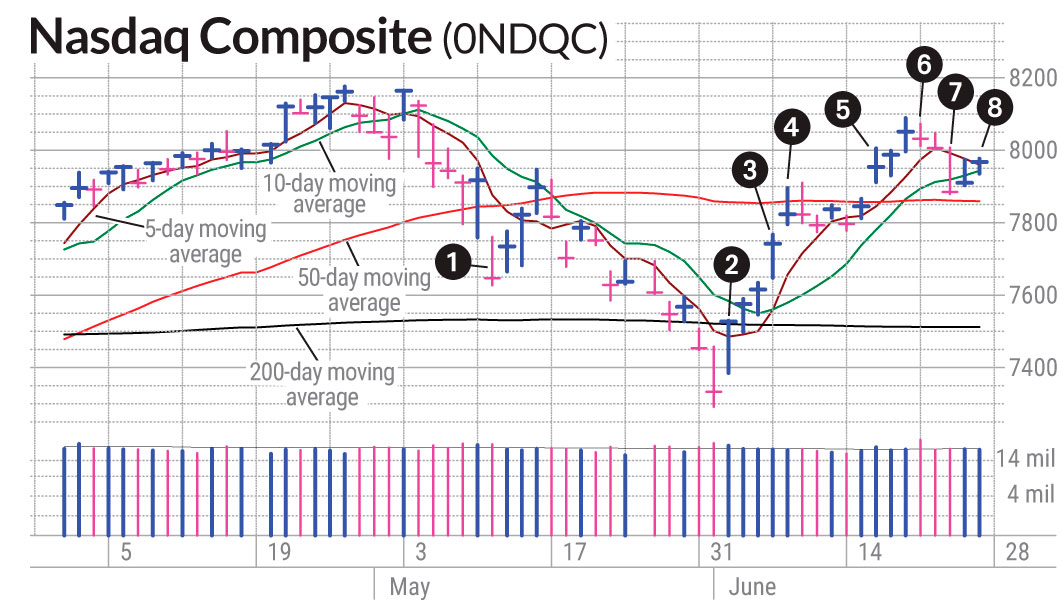 Nasdaq Composite (0NDQC)
6
8200
7
5
8
4
8000
3
10-day moving
average
5-day moving
average
7800
1
2
50-day moving
average
7600
200-day moving
average
7400
14 mil
4 mil
5 19 3 17 31 14 28
May June